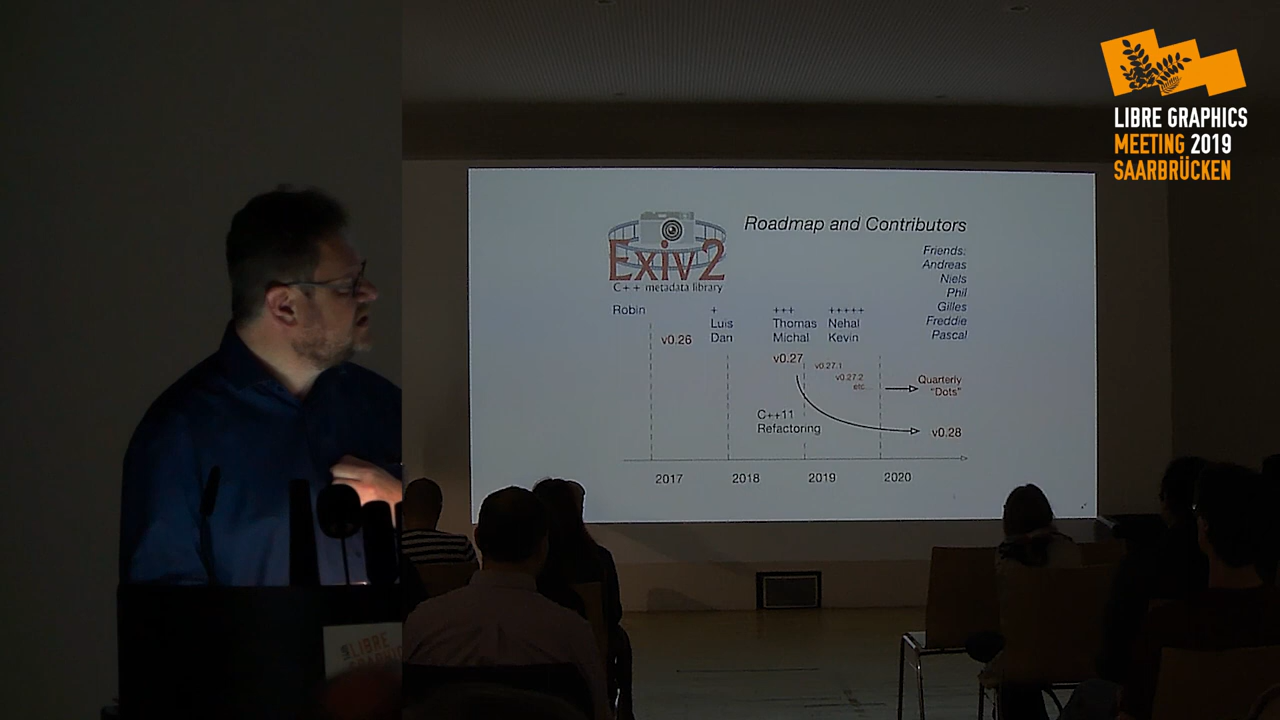 LIBRE GRAPHICS
MEETING 2019
SAARBRÜCKEN
Roadmap and Contributors
Exiv2
C++ metadata library
Friends:
Andreas
Niels
Phil
Gilles
Freddie
Pascal
Robin
+
Luis
Dan
+++
Thomas
Michal
+++++
Nehal
Kevin
v0.26
v0.27
v0.27.1
v0.27.2
etc...
Quarterly
"Dots"
C++11
Refactoring
v0.28
2017 2018 2019 2020
LIBRE
GRAPHIC